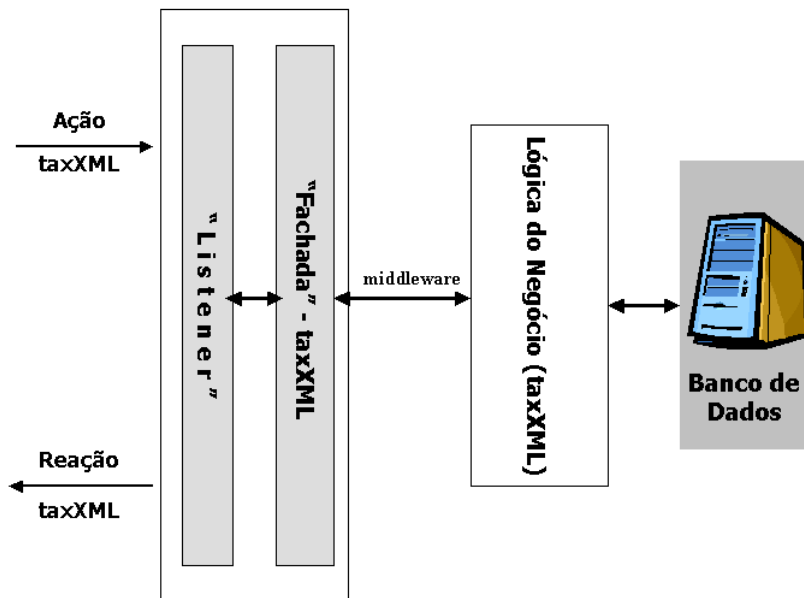 Ação
taxXML
Reação
taxXML
“Listener”
“Fachada” - taxXML
middleware
Lógica do Negócio (taxXML)
Banco de
Dados